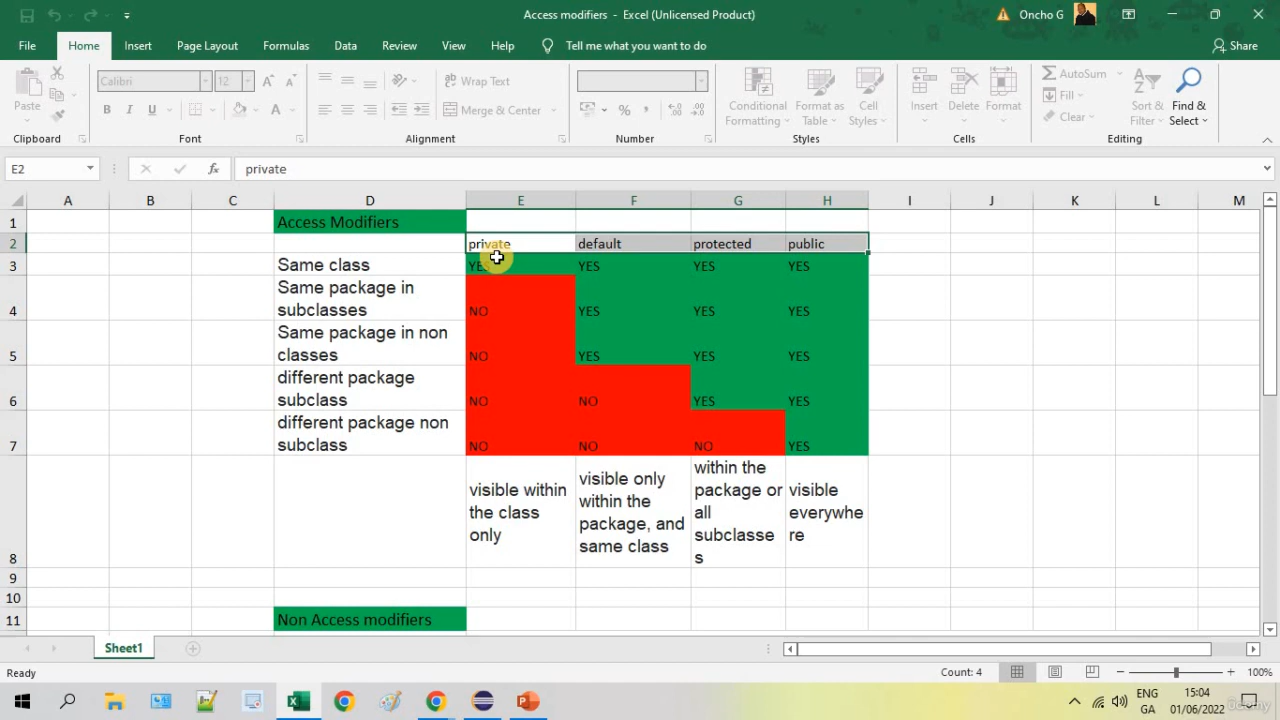 Access modifiers - Excel (Unlicensed Product)
Oncho G
File Home Insert Page Layout Formulas Data Review View Help Tell me what you want to do Share
Paste
Calibri 12
Wrap Text
B I U
Merge & Center
Conditional Formatting
Format as Table
Cell Styles
Insert Delete Format
AutoSum
Fill
Clear
Sort & Filter
Find & Select
Clipboard Font Alignment Number Styles Cells Editing
E2 fx private
A B C D E F G H I J K L M
1 Access Modifiers
2 private default protected public
3 Same class YES YES YES YES
Same package in
4 subclasses NO YES YES YES
Same package in non
5 classes NO YES YES YES
different package
6 subclass NO NO YES YES
different package non
7 subclass NO NO NO YES
visible within
the class
only
visible only
within the
package, and
same class
within the
package or
all
subclasse
s
visible
everywhe
re
8
9
10
11 Non Access modifiers
Sheet1
Ready Count: 4 100%
ENG
GA
15:04
01/06/2022
Udemy